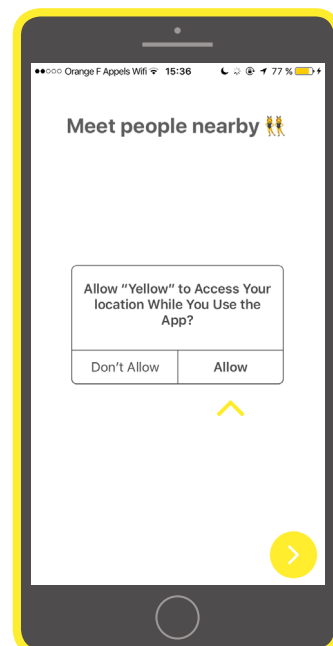 Orange F Appels Wifi 15:36 77 %
Meet people nearby 👯
Allow “Yellow” to Access Your
location While You Use the
App?
Don’t Allow Allow